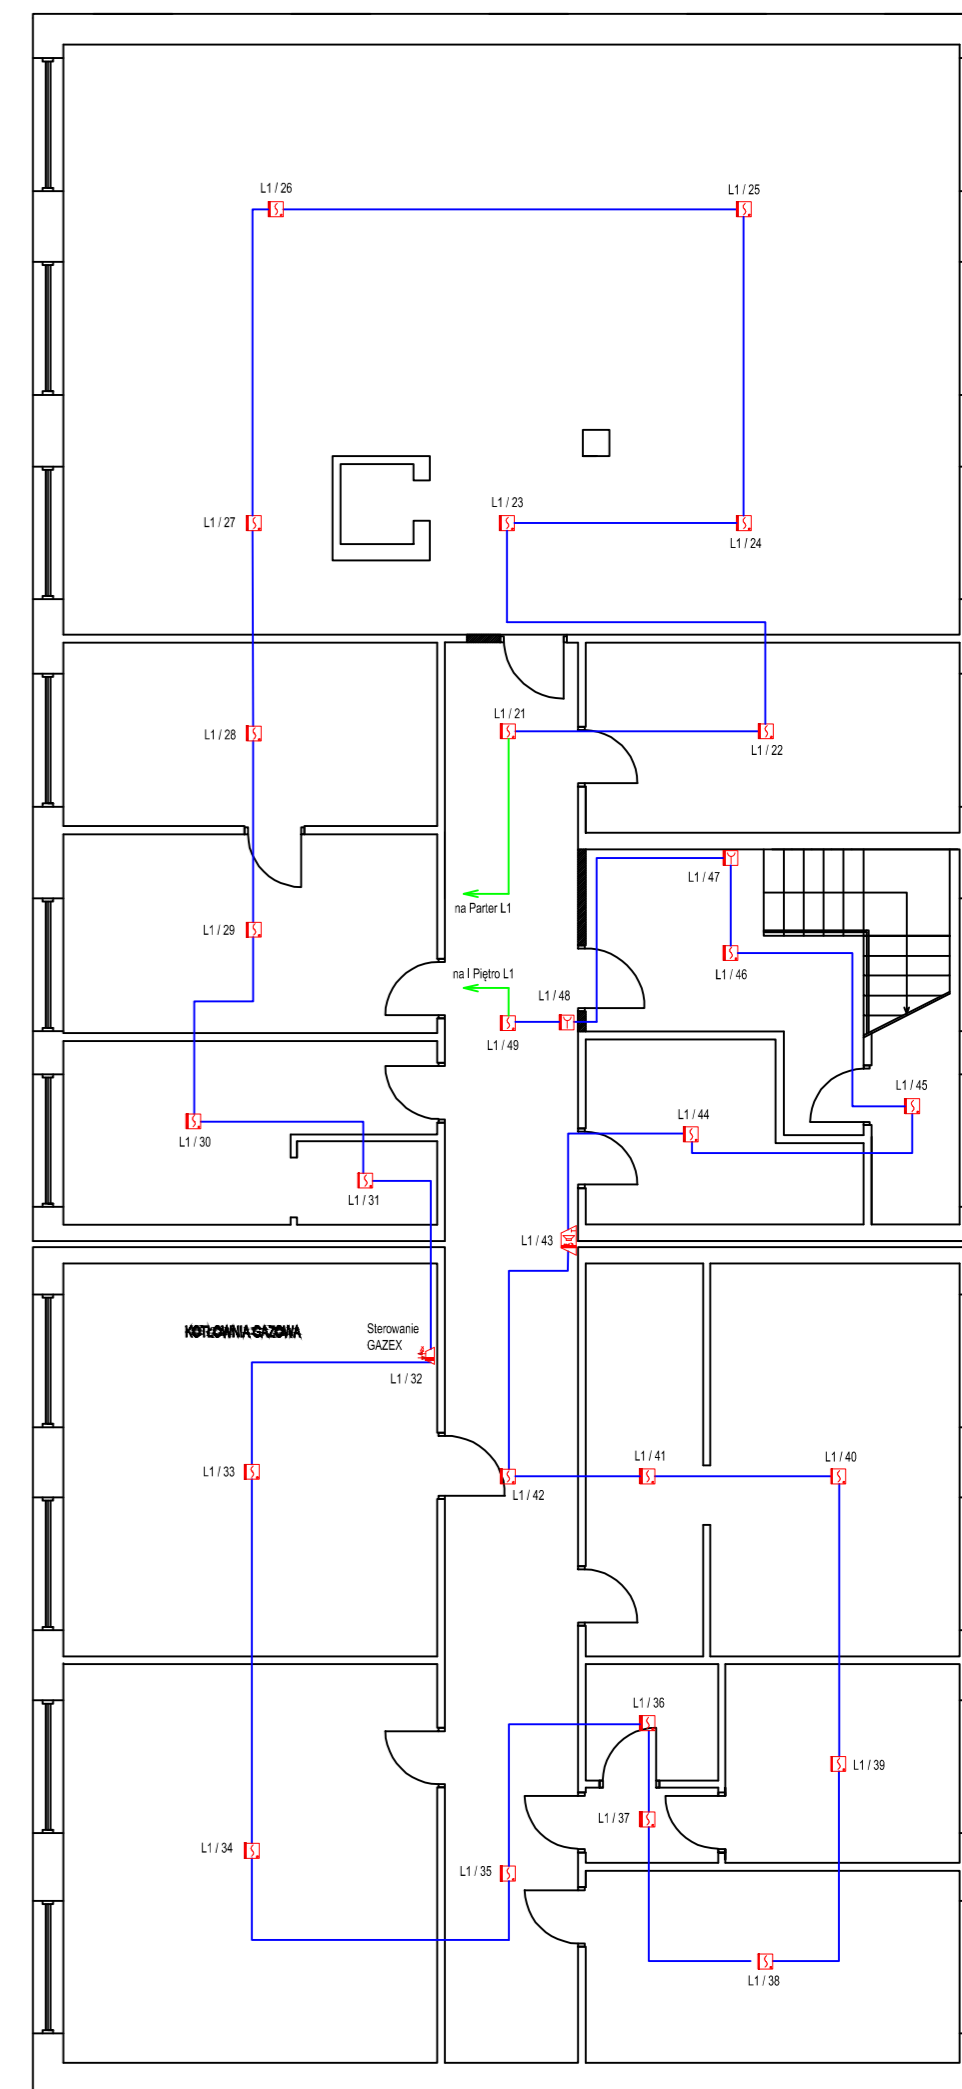 L1 / 26
L1 / 25
L1 / 23
L1 / 27
L1 / 24
L1 / 21
L1 / 28
L1 / 22
L1 / 47
na Parter L1
L1 / 29
L1 / 46
na I Piętro L1
L1 / 48
L1 / 49
L1 / 45
L1 / 44
L1 / 30
L1 / 31
L1 / 43
KOTŁOWNIA GAZOWA
Sterowanie
GAZEX
L1 / 32
L1 / 33
L1 / 41
L1 / 40
L1 / 42
L1 / 36
L1 / 39
L1 / 37
L1 / 34
L1 / 35
L1 / 38